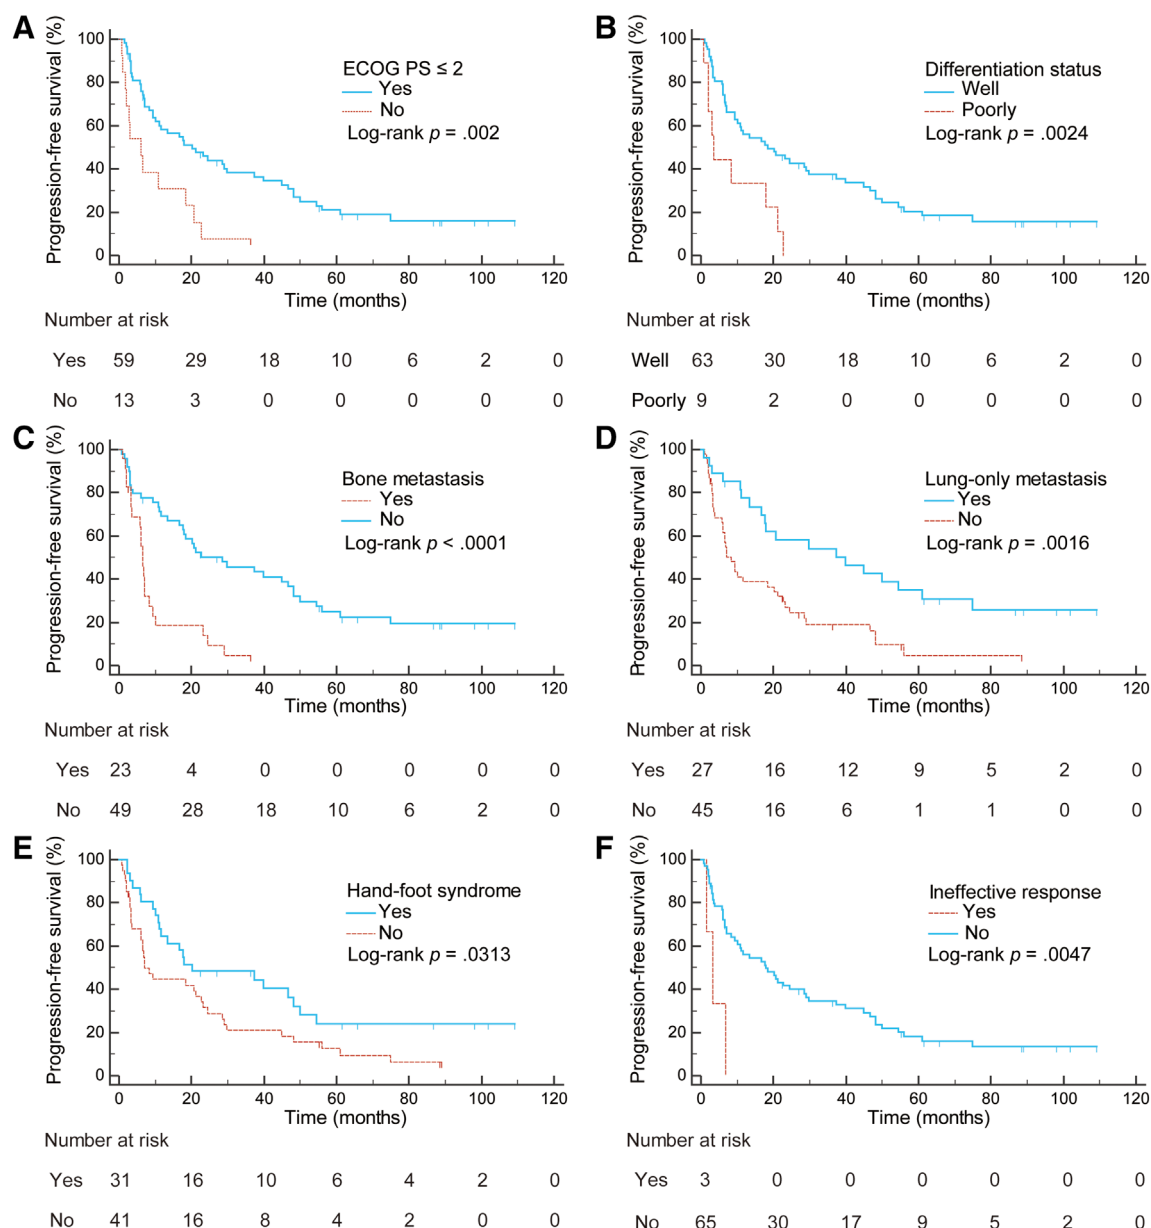 A
Progression-free survival (%)
100
80
60
40
20
0
ECOG PS ≤ 2
Yes
No
Log-rank p = .002
0 20 40 60 80 100 120
Time (months)
Number at risk
Yes 59 29 18 10 6 2 0
No 13 3 0 0 0 0 0
B
Progression-free survival (%)
100
80
60
40
20
0
Differentiation status
Well
Poorly
Log-rank p = .0024
0 20 40 60 80 100 120
Time (months)
Number at risk
Well 63 30 18 10 6 2 0
Poorly 9 2 0 0 0 0 0
C
Progression-free survival (%)
100
80
60
40
20
0
Bone metastasis
Yes
No
Log-rank p < .0001
0 20 40 60 80 100 120
Time (months)
Number at risk
Yes 23 4 0 0 0 0 0
No 49 28 18 10 6 2 0
D
Progression-free survival (%)
100
80
60
40
20
0
Lung-only metastasis
Yes
No
Log-rank p = .0016
0 20 40 60 80 100 120
Time (months)
Number at risk
Yes 27 16 12 9 5 2 0
No 45 16 6 1 1 0 0
E
Progression-free survival (%)
100
80
60
40
20
0
Hand-foot syndrome
Yes
No
Log-rank p = .0313
0 20 40 60 80 100 120
Time (months)
Number at risk
Yes 31 16 10 6 4 2 0
No 41 16 8 4 2 0 0
F
Progression-free survival (%)
100
80
60
40
20
0
Ineffective response
Yes
No
Log-rank p = .0047
0 20 40 60 80 100 120
Time (months)
Number at risk
Yes 3 0 0 0 0 0 0
No 65 30 17 9 5 2 0